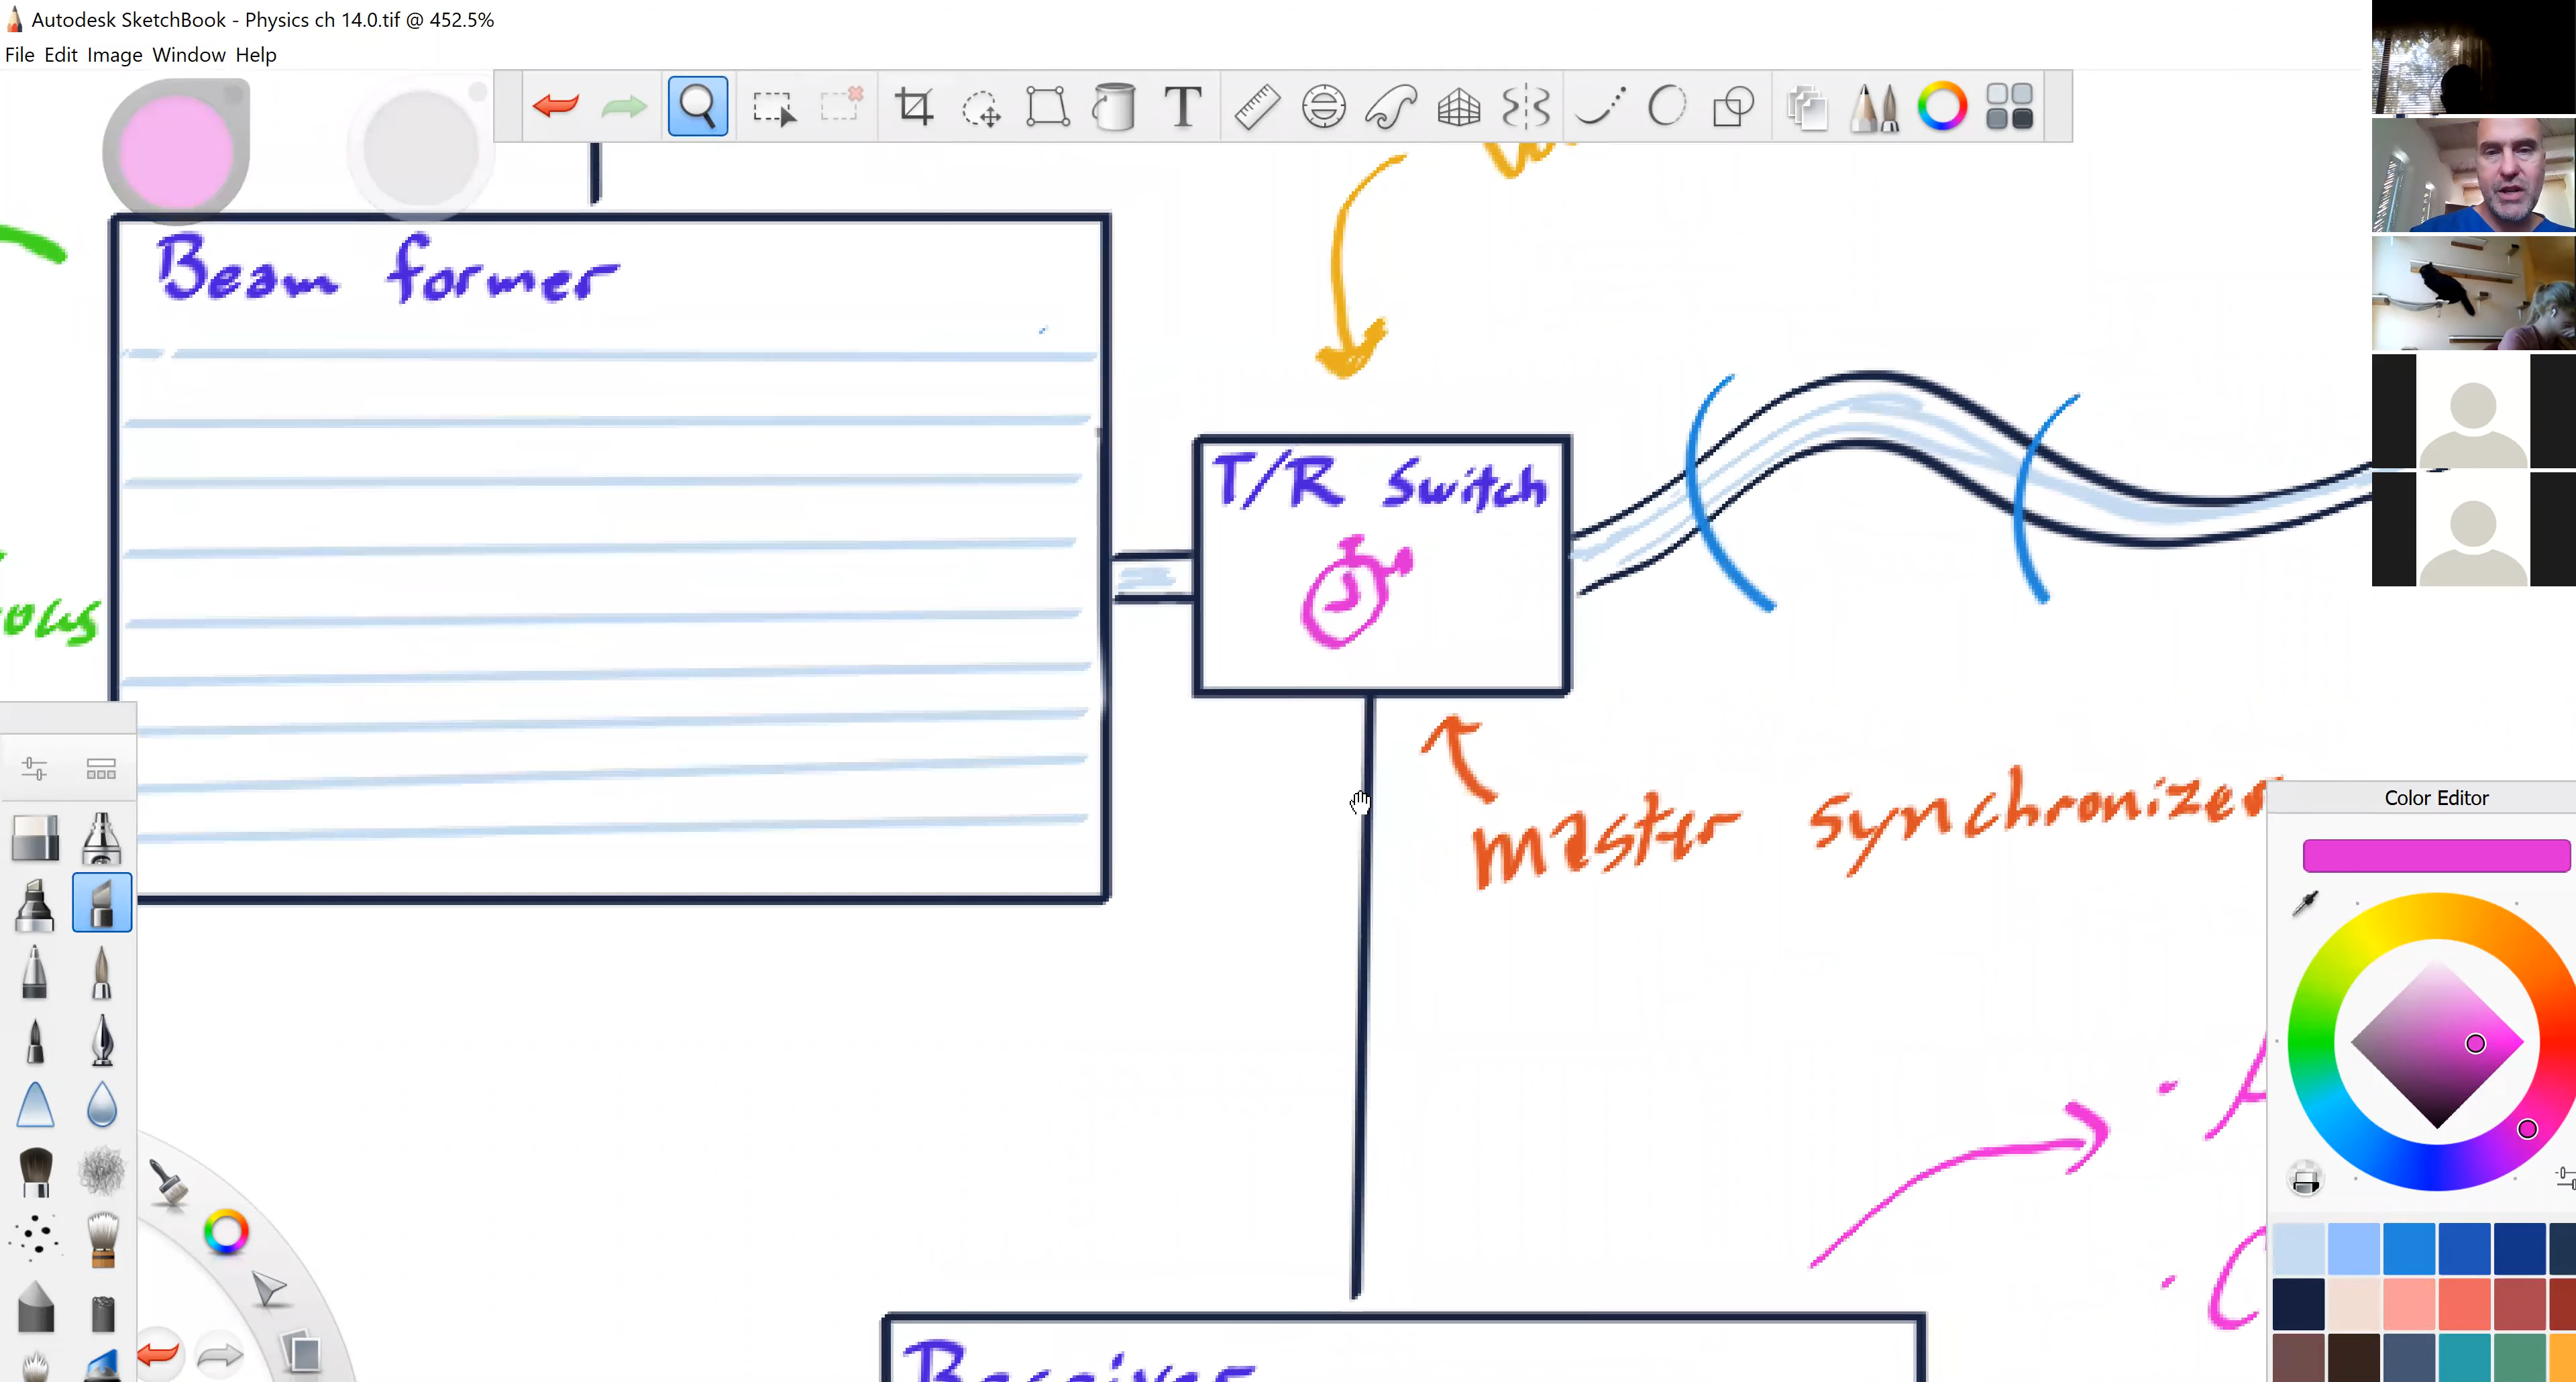 Autodesk SketchBook - Physics ch 14.0.tif @ 452.5%
File Edit Image Window Help
T
Beam former
T/R Switch
master synchronizer
Color Editor
Receiver